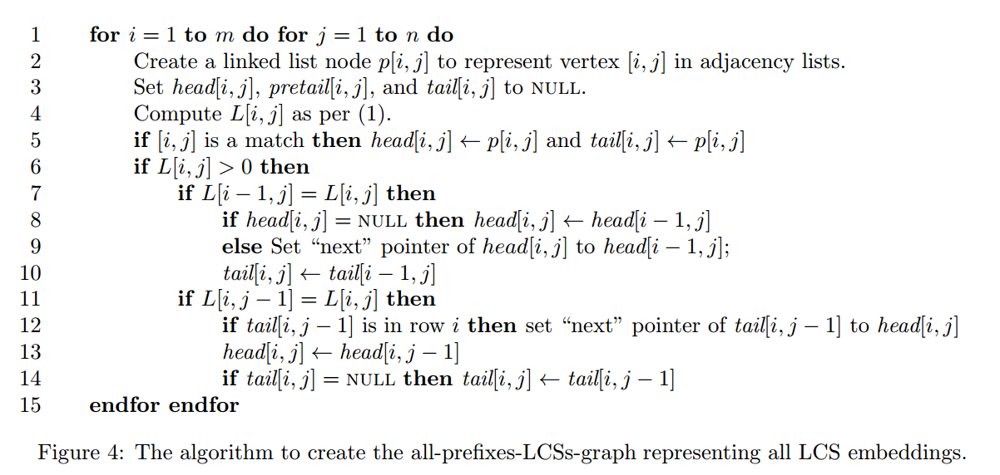 1 for i = 1 to m do for j = 1 to n do
2 Create a linked list node p[i, j] to represent vertex [i, j] in adjacency lists.
3 Set head[i, j], pretail[i, j], and tail[i, j] to NULL.
4 Compute L[i, j] as per (1).
5 if [i, j] is a match then head[i, j] ← p[i, j] and tail[i, j] ← p[i, j]
6 if L[i, j] > 0 then
7 if L[i − 1, j] = L[i, j] then
8 if head[i, j] = NULL then head[i, j] ← head[i − 1, j]
9 else Set “next” pointer of head[i, j] to head[i − 1, j];
10 tail[i, j] ← tail[i − 1, j]
11 if L[i, j − 1] = L[i, j] then
12 if tail[i, j − 1] is in row i then set “next” pointer of tail[i, j − 1] to head[i, j]
13 head[i, j] ← head[i, j − 1]
14 if tail[i, j] = NULL then tail[i, j] ← tail[i, j − 1]
15 endfor endfor
Figure 4: The algorithm to create the all-prefixes-LCSs-graph representing all LCS embeddings.